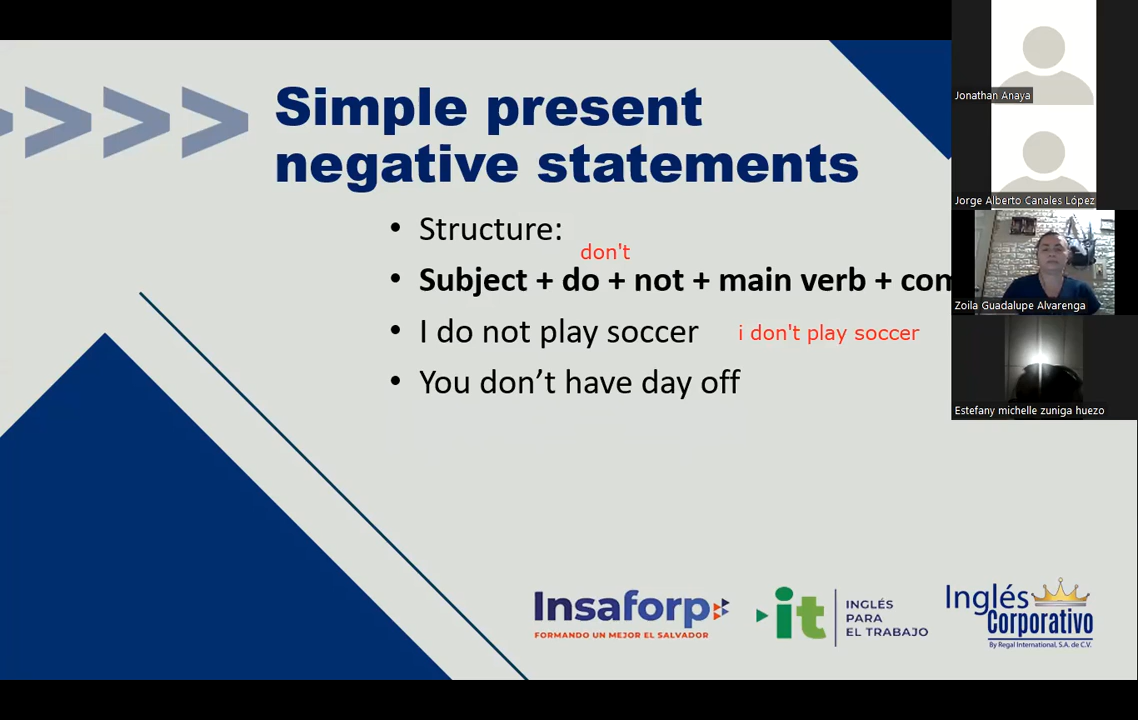 Simple present
negative statements
• Structure:
don't
• Subject + do + not + main verb + com
• I do not play soccer
i don't play soccer
• You don’t have day off
Jonathan Anaya
Jorge Alberto Canales López
Zoila Guadalupe Alvarenga
Estefany michelle zuniga huezo
Insaforp
FORMANDO UN MEJOR EL SALVADOR
it
INGLÉS
PARA
EL TRABAJO
Inglés
Corporativo
By Regal International, S.A. de C.V.